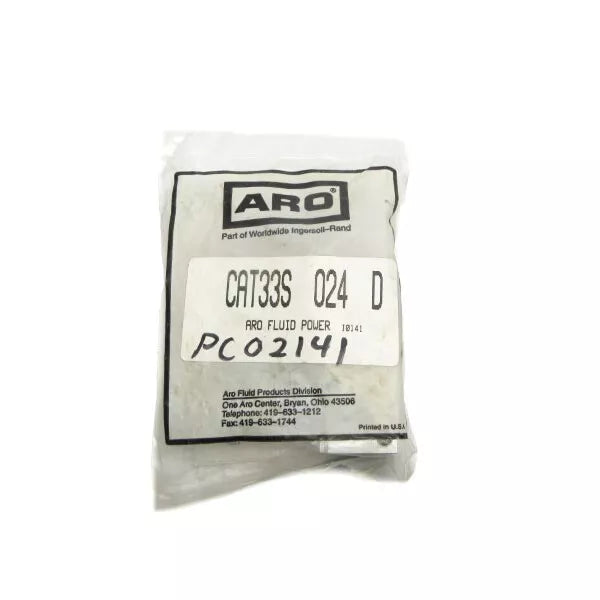 ARO®
Part of Worldwide Ingersoll-Rand
CAT33S 024 D
ARO FLUID POWER 10141
PC02141
Aro Fluid Products Division
One Aro Center, Bryan, Ohio 43506
Telephone: 419-633-1212
Fax: 419-633-1744
Printed in U.S.A